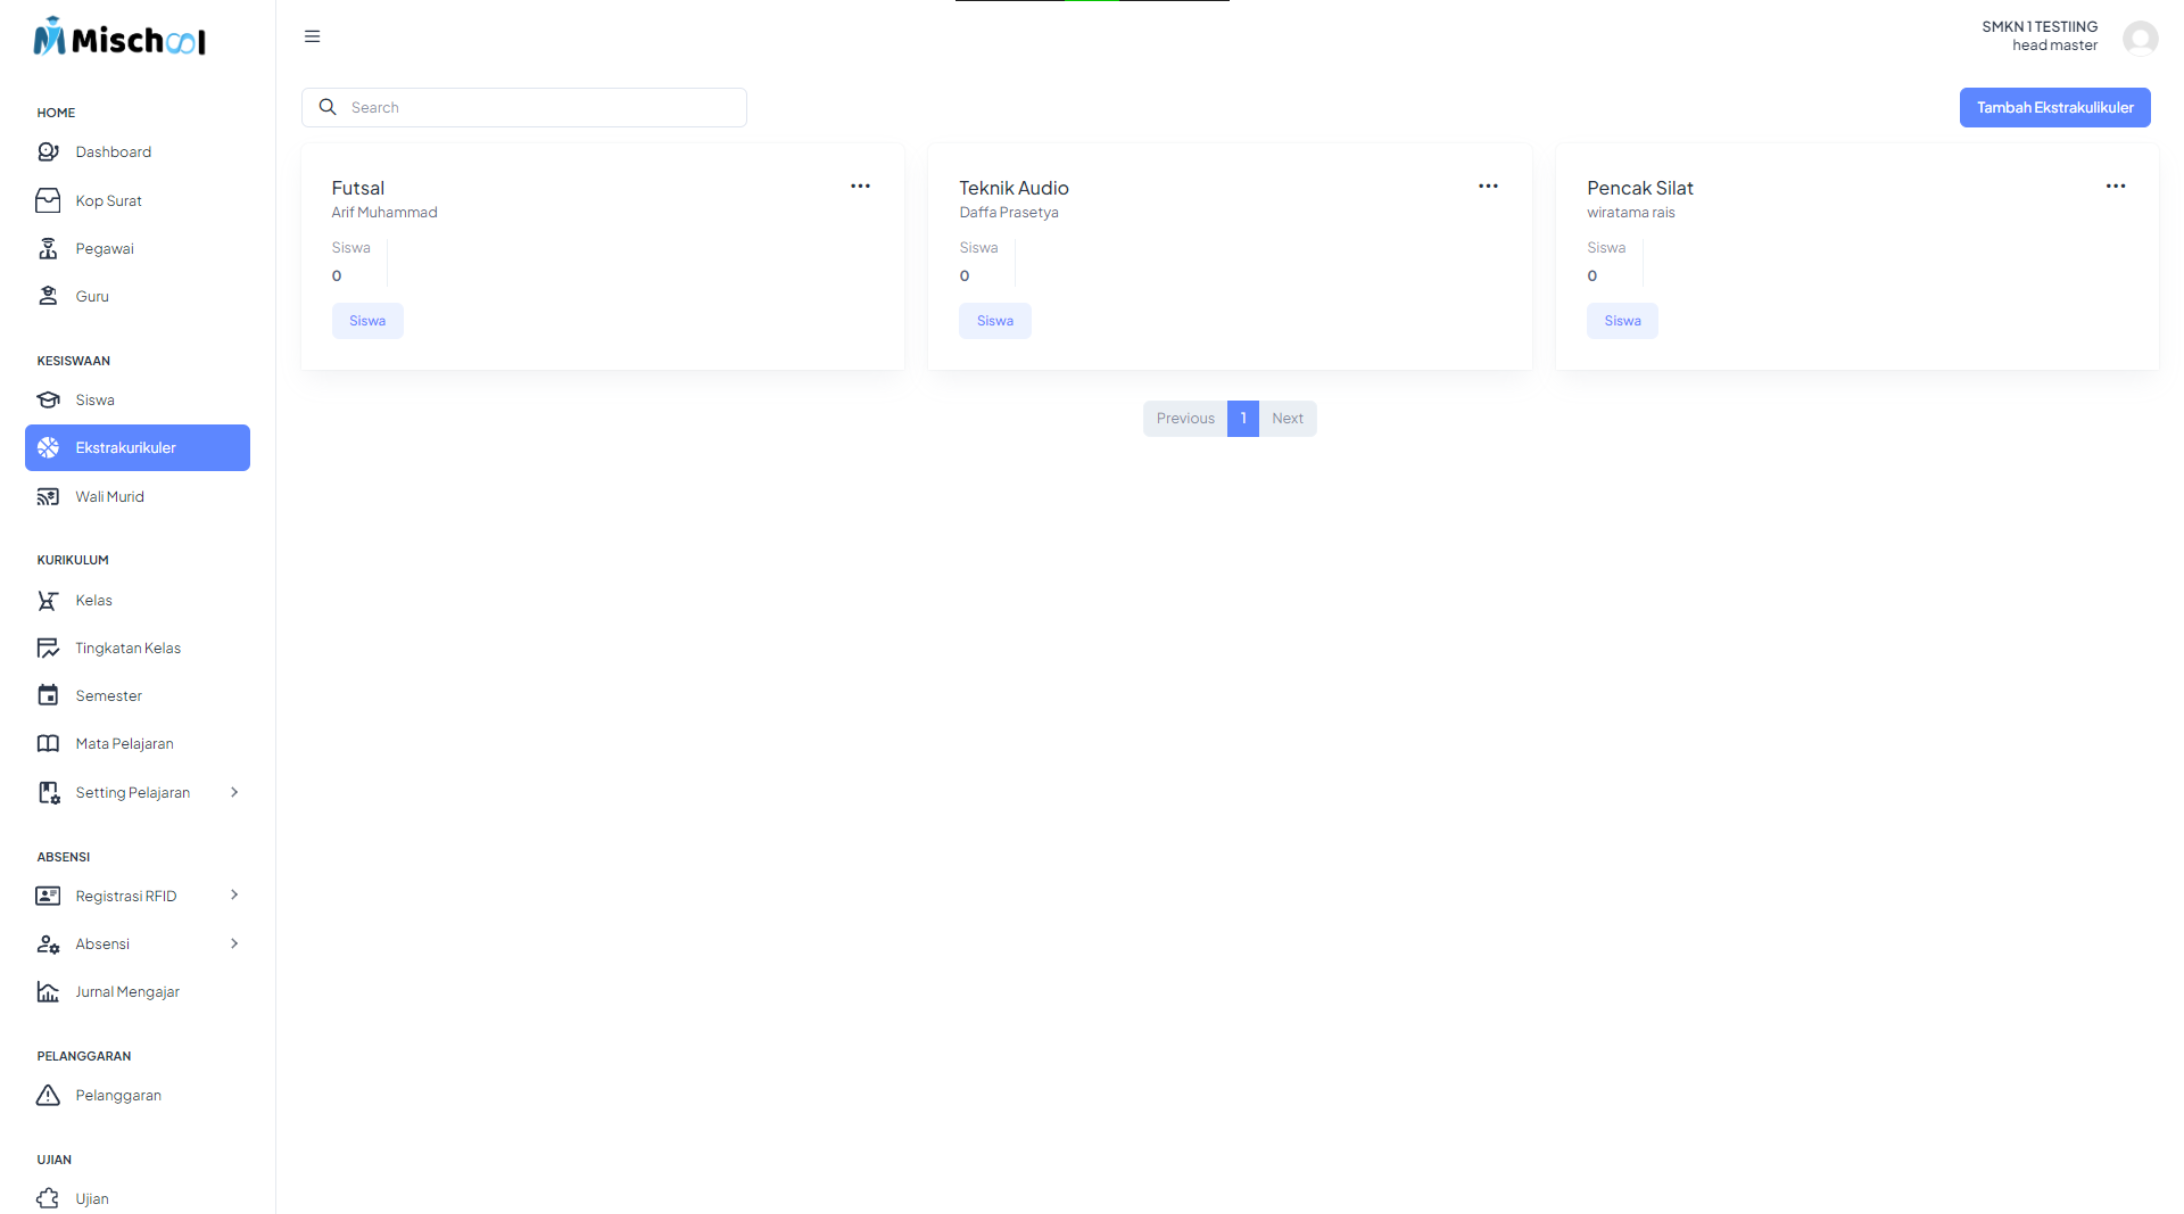 Mischool
SMKN 1 TESTIING
head master
HOME
Dashboard
Kop Surat
Pegawai
Guru
KESISWAAN
Siswa
Ekstrakurikuler
Wali Murid
KURIKULUM
Kelas
Tingkatan Kelas
Semester
Mata Pelajaran
Setting Pelajaran
ABSENSI
Registrasi RFID
Absensi
Jurnal Mengajar
PELANGGARAN
Pelanggaran
UJIAN
Ujian
Search
Tambah Ekstrakulikuler
Futsal
Arif Muhammad
Siswa
0
Siswa
Teknik Audio
Daffa Prasetya
Siswa
0
Siswa
Pencak Silat
wiratama rais
Siswa
0
Siswa
Previous 1 Next